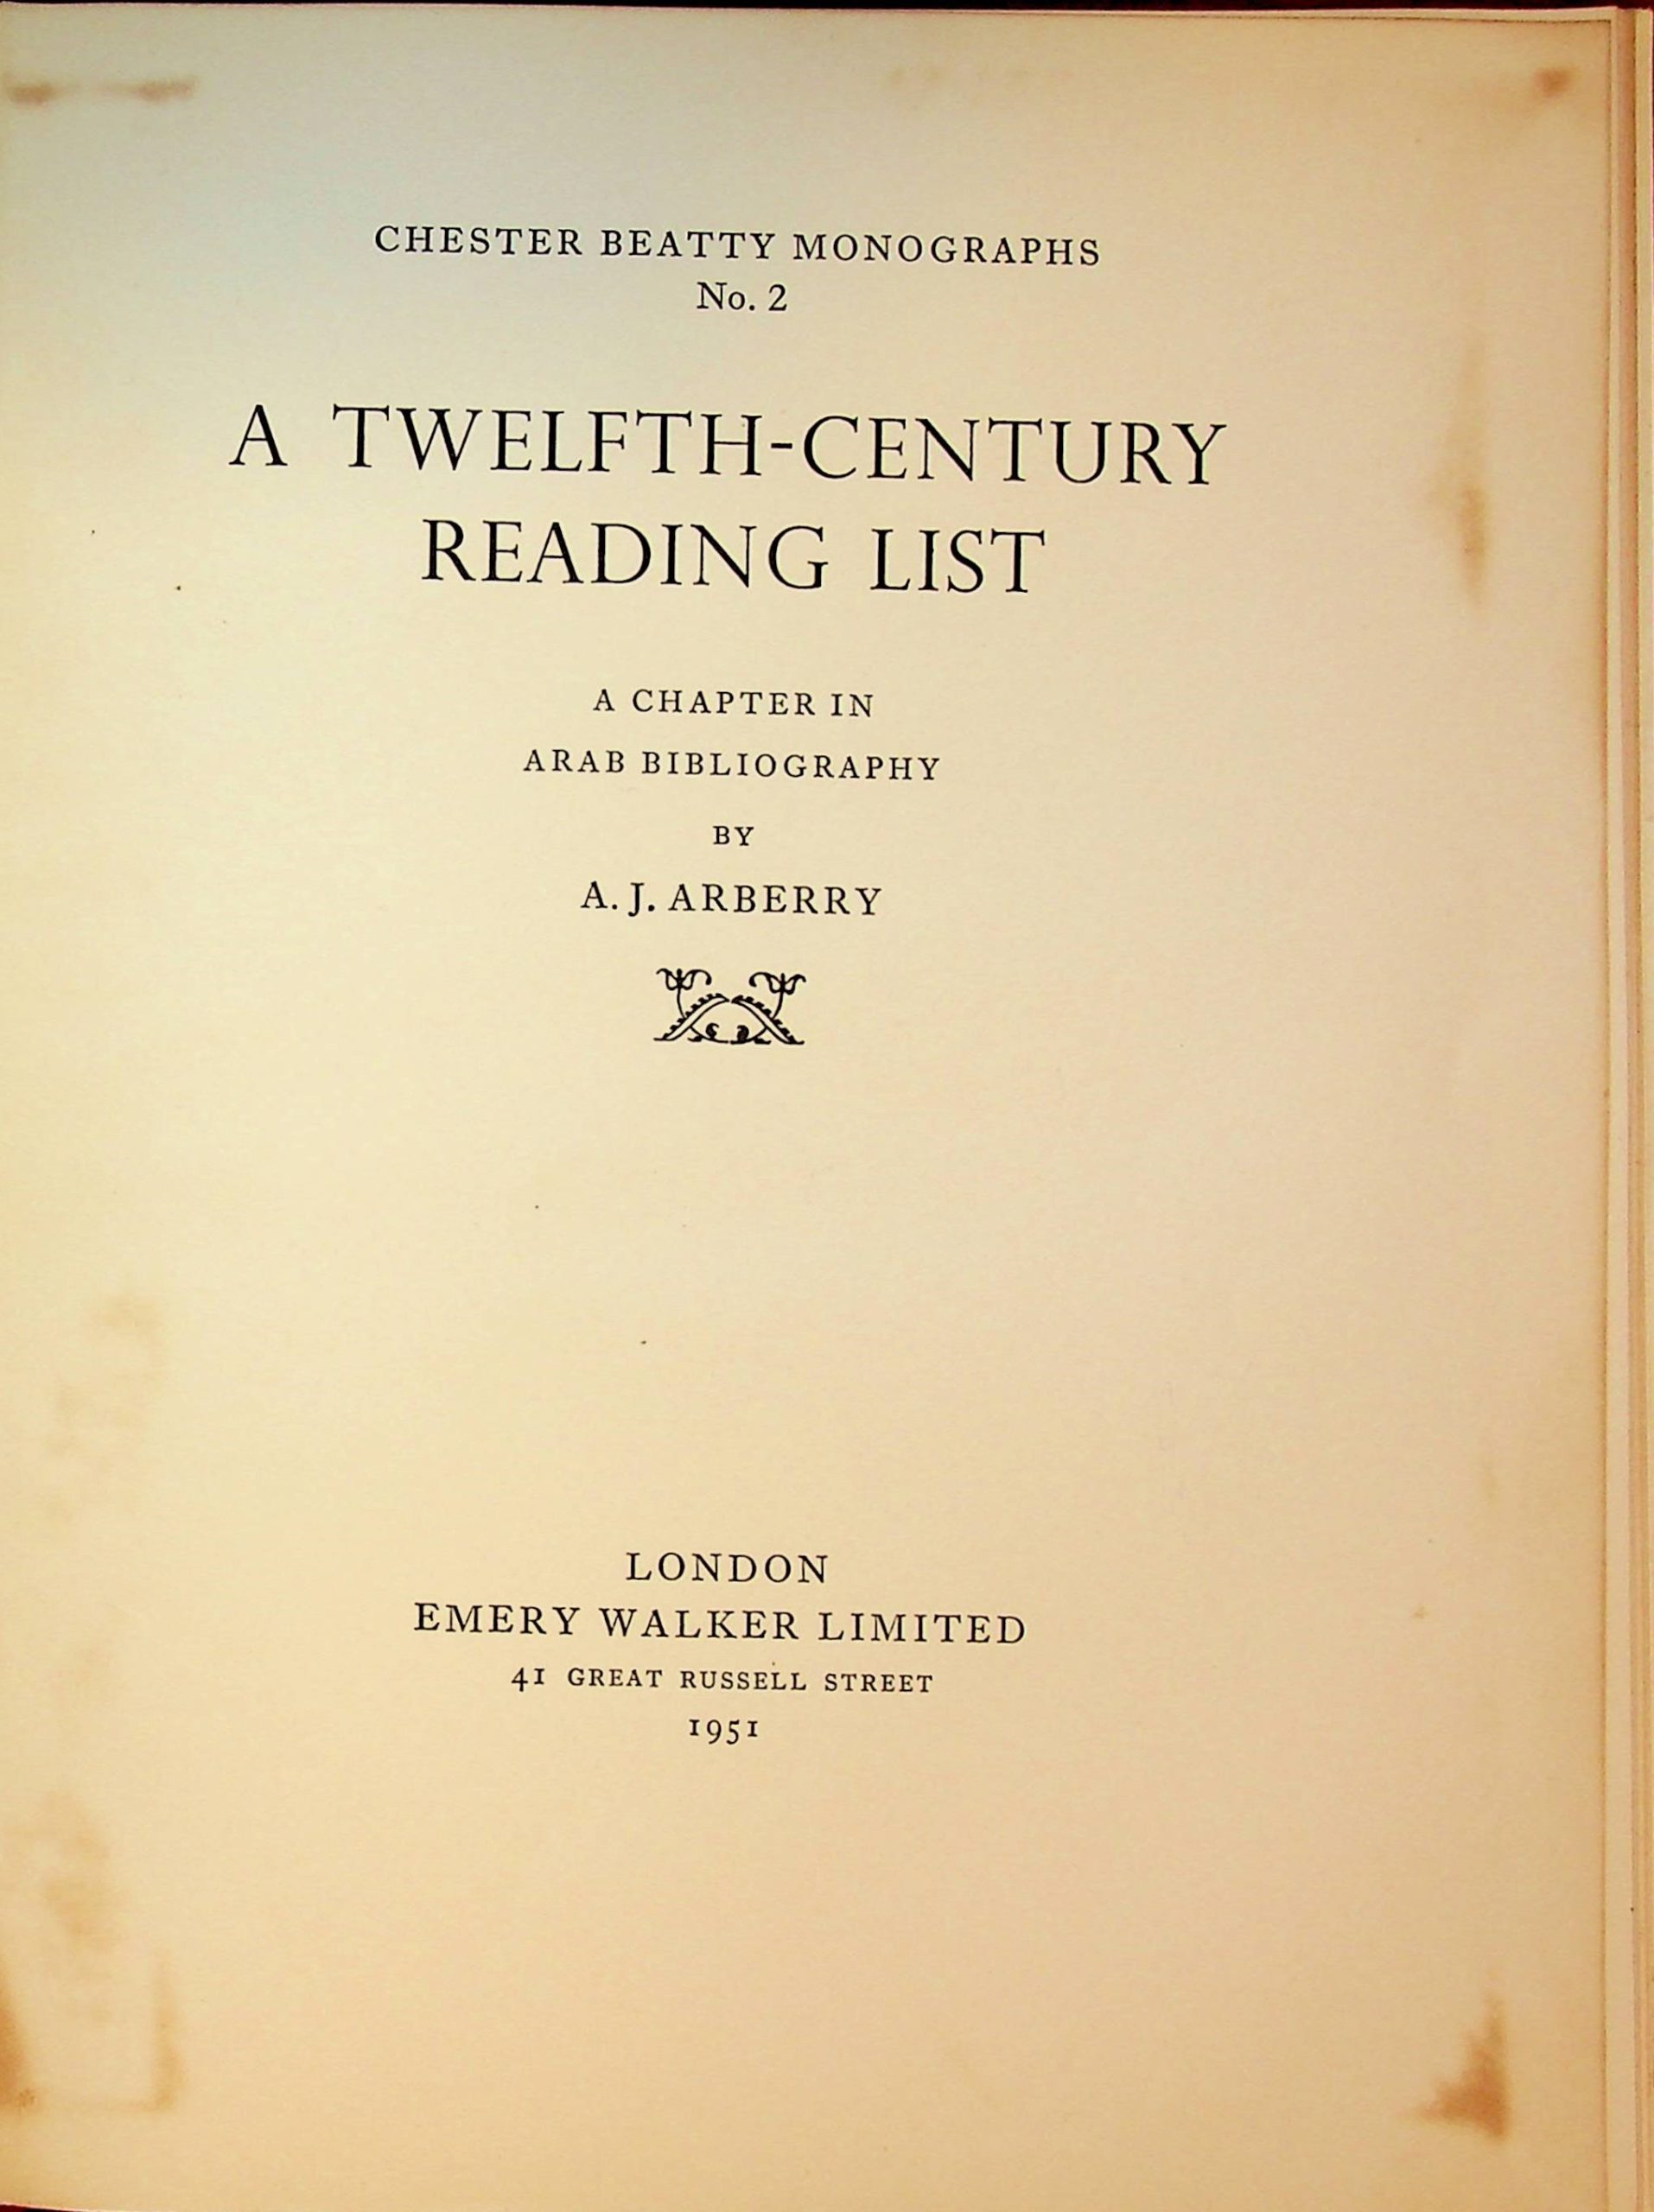 CHESTER BEATTY MONOGRAPHS
No. 2
A TWELFTH-CENTURY
READING LIST
A CHAPTER IN
ARAB BIBLIOGRAPHY
BY
A. J. ARBERRY
LONDON
EMERY WALKER LIMITED
41 GREAT RUSSELL STREET
1951